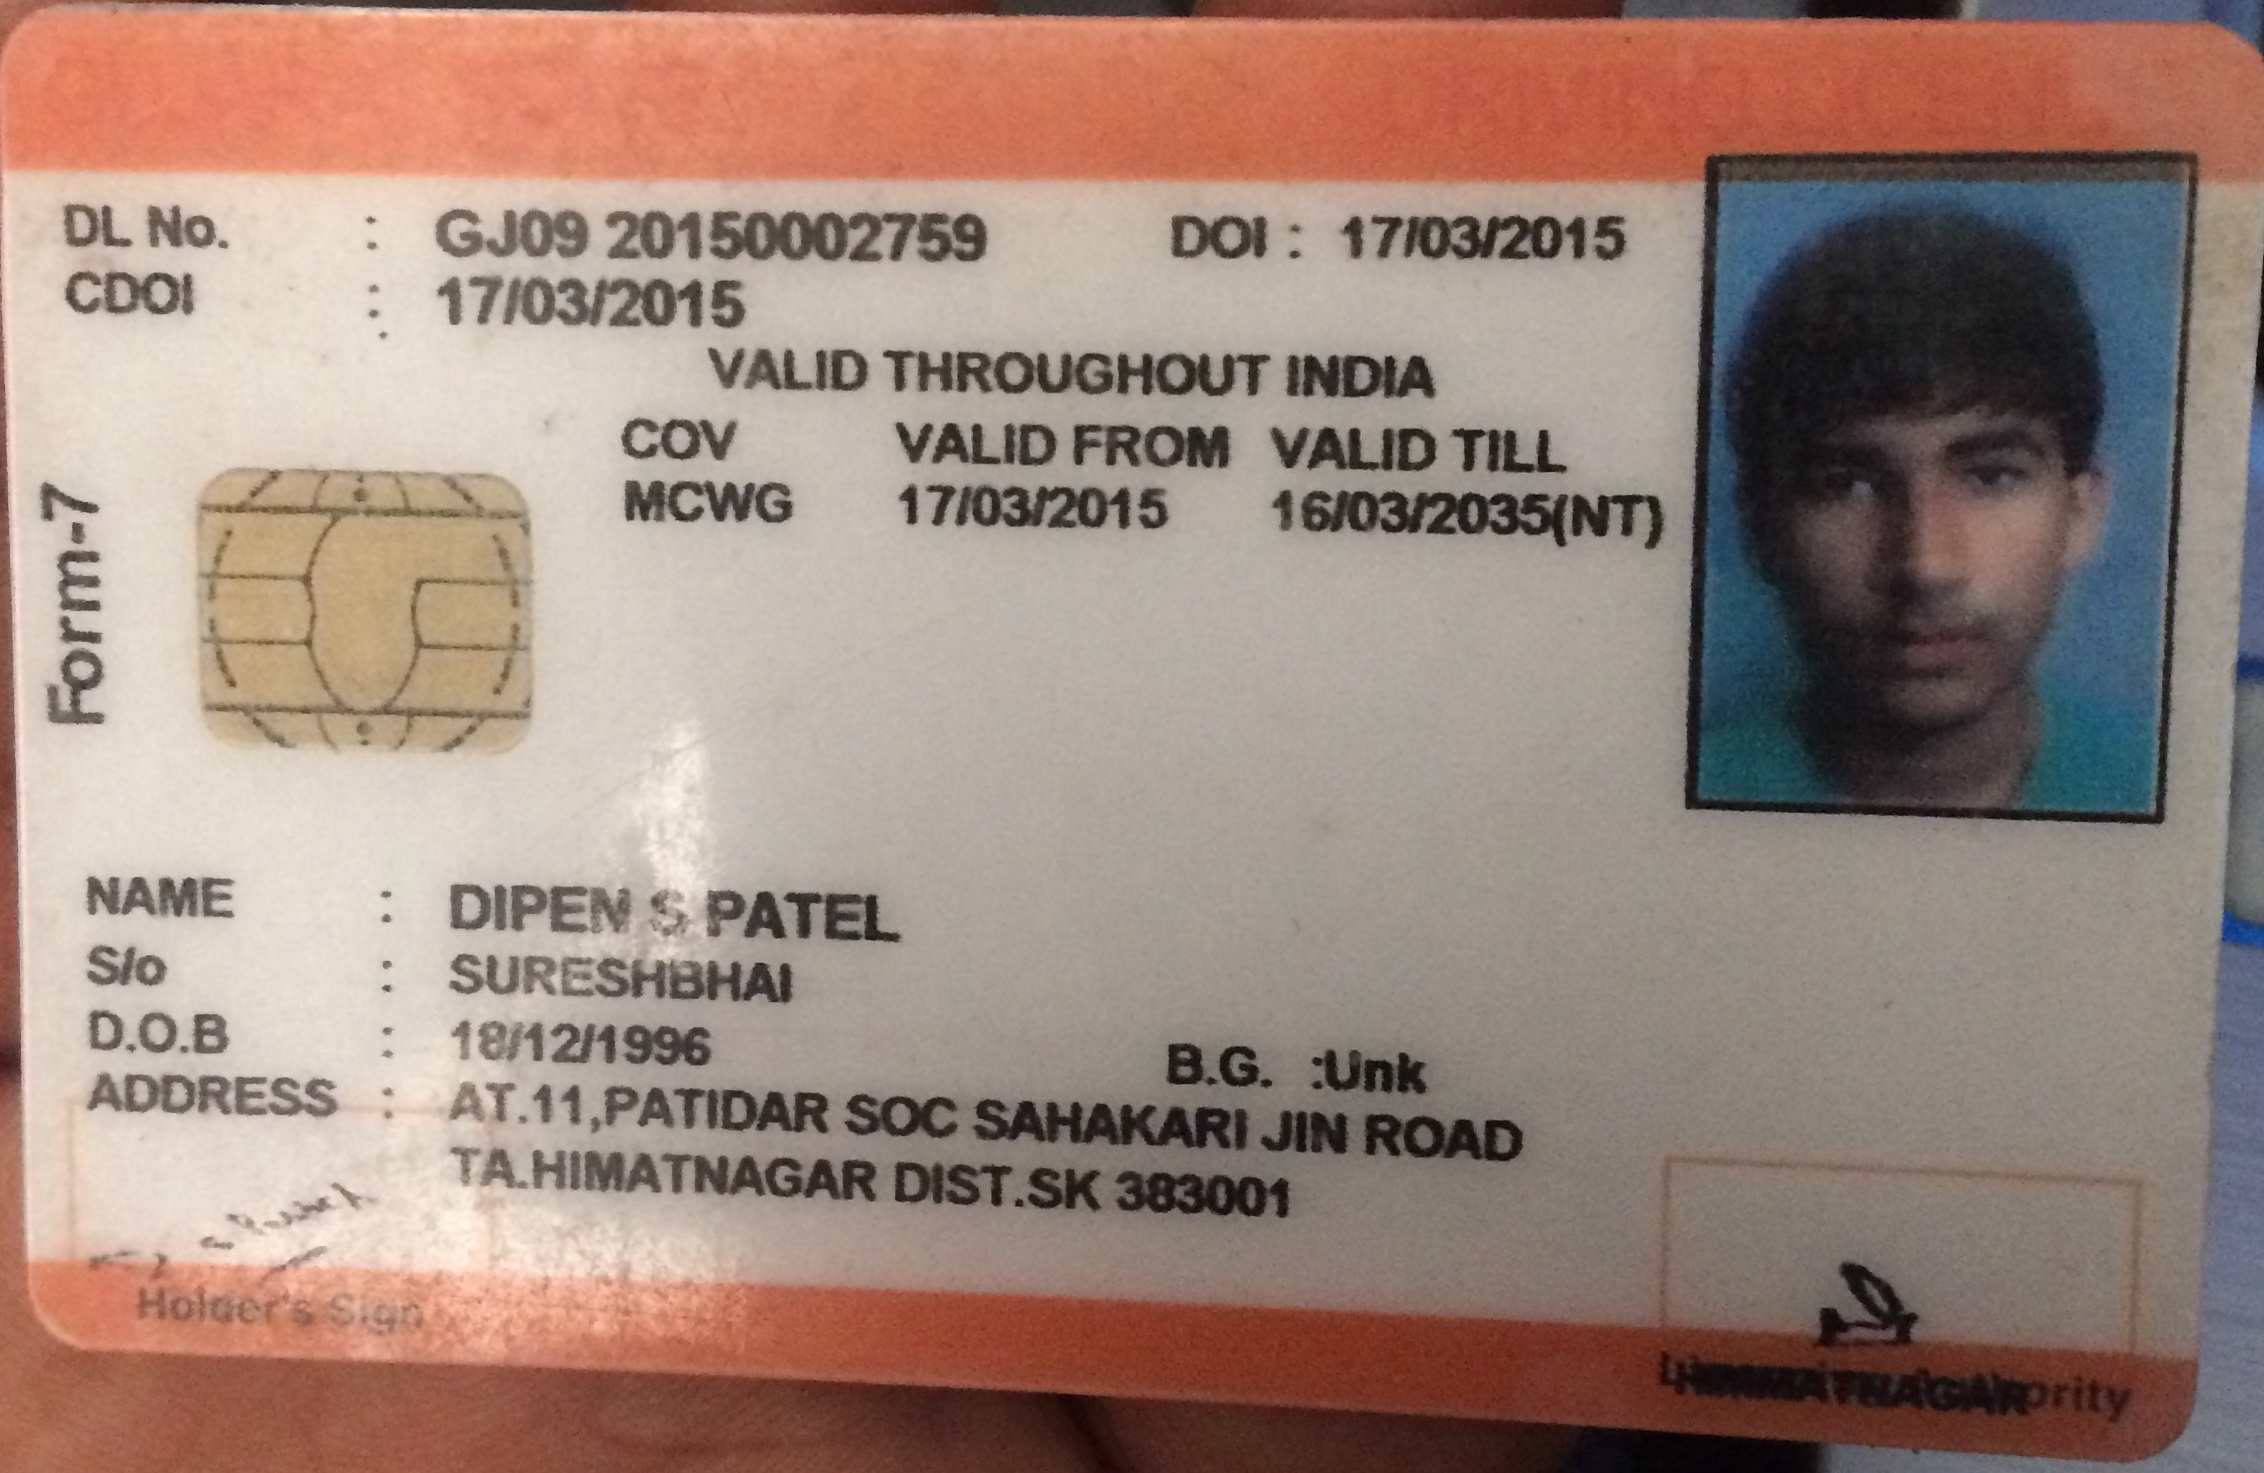 DL No. : GJ09 20150002759 DOI : 17/03/2015
CDOI : 17/03/2015
VALID THROUGHOUT INDIA
COV VALID FROM VALID TILL
MCWG 17/03/2015 16/03/2035(NT)
Form-7
NAME : DIPEN S PATEL
S/o : SURESHBHAI
D.O.B : 18/12/1996 B.G. :Unk
ADDRESS : AT.11,PATIDAR SOC SAHAKARI JIN ROAD
TA.HIMATNAGAR DIST.SK 383001
Holder's Sign
HIMMATNAGAR